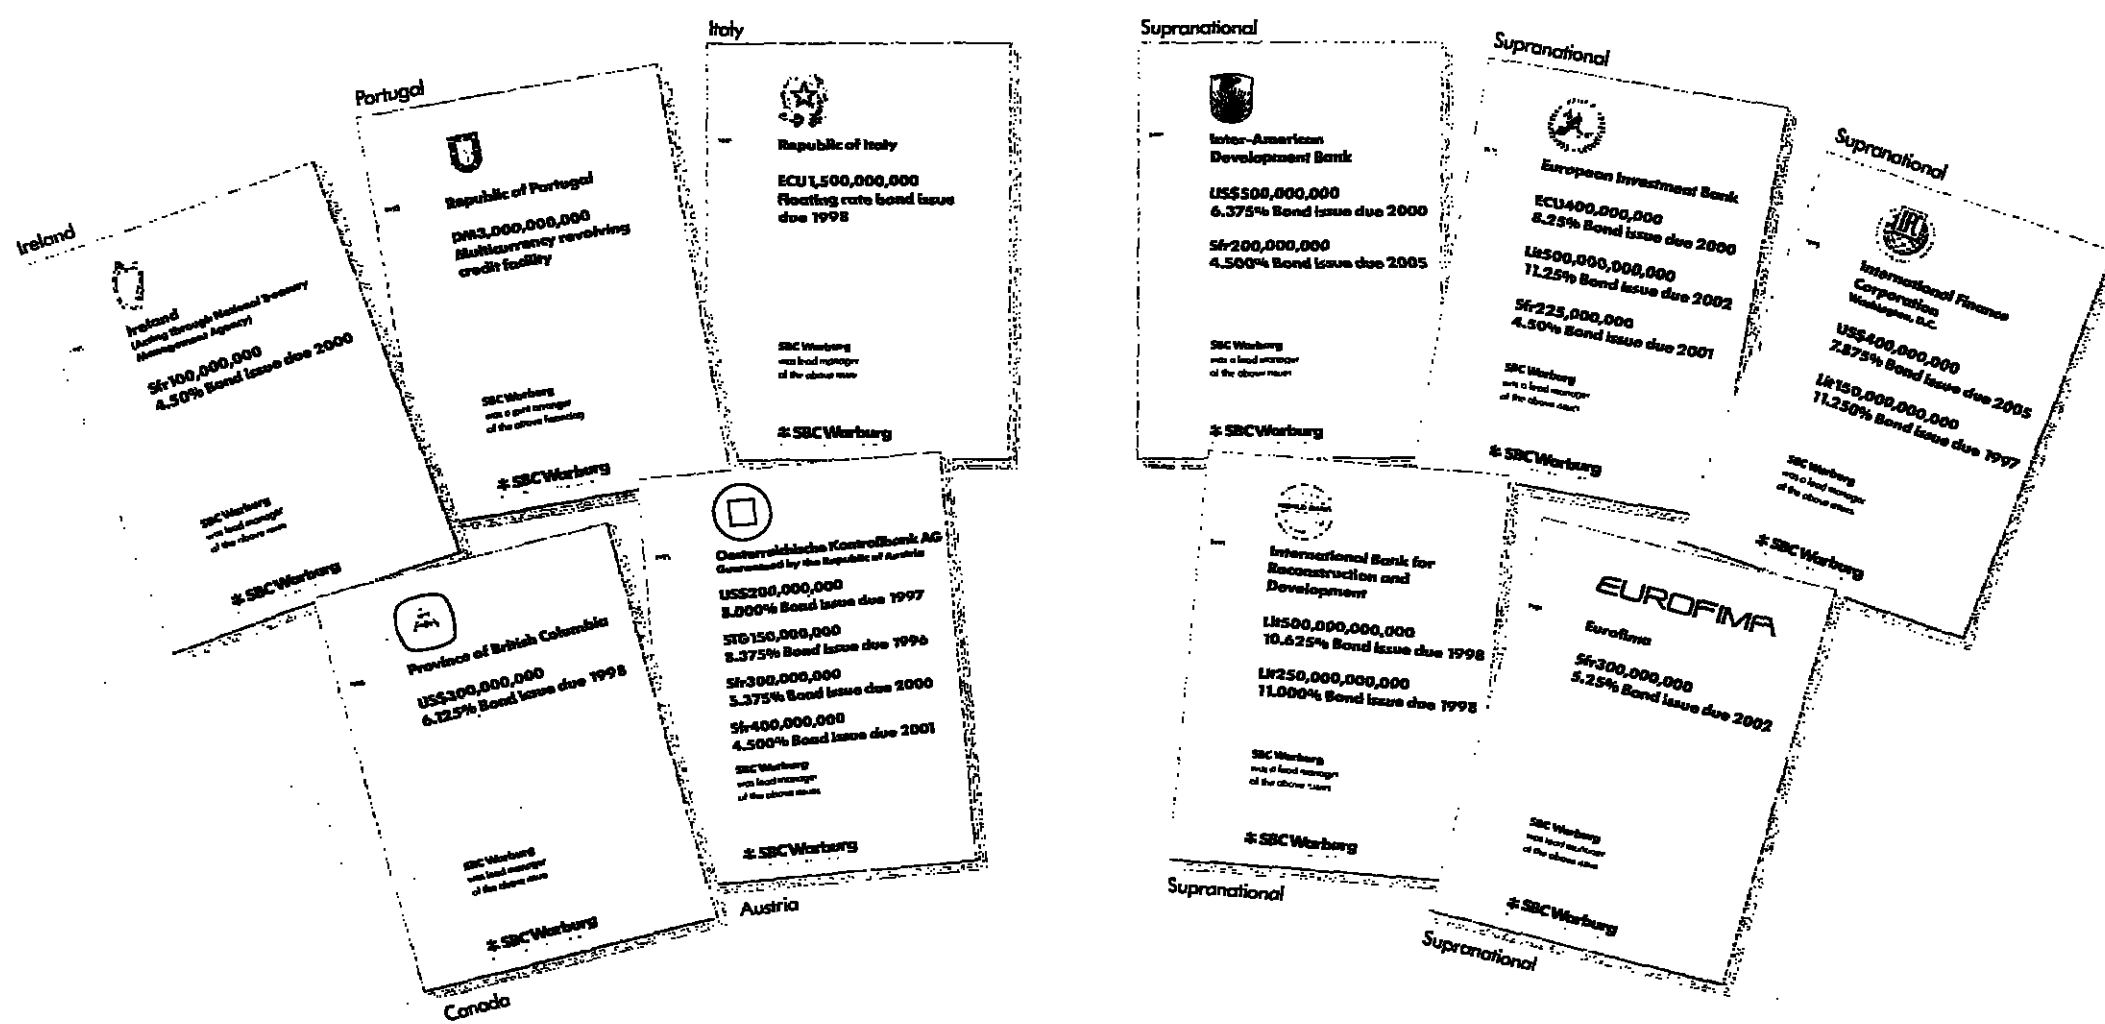 Ireland
Ireland
(Acting through National Treasury
Management Agency)
Sfr100,000,000
4.50% Bond issue due 2000
SBC Warburg
was lead manager
of the above issue
SBC Warburg
Portugal
Republic of Portugal
DM3,000,000,000
Multicurrency revolving
credit facility
SBC Warburg
was a joint arranger
of the above financing
SBC Warburg
Italy
Republic of Italy
ECU1,500,000,000
Floating rate bond issue
due 1998
SBC Warburg
was lead manager
of the above issue
SBC Warburg
Province of British Columbia
US$300,000,000
6.125% Bond issue due 1998
SBC Warburg
was lead manager
of the above issue
SBC Warburg
Canada
Oesterreichische Kontrollbank AG
Guaranteed by the Republic of Austria
US$200,000,000
8.000% Bond issue due 1997
STG150,000,000
8.375% Bond issue due 1996
Sfr300,000,000
5.375% Bond issue due 2000
Sfr400,000,000
4.500% Bond issue due 2001
SBC Warburg
was lead manager
of the above issues
SBC Warburg
Austria
Supranational
Inter-American
Development Bank
US$500,000,000
6.375% Bond issue due 2000
Sfr200,000,000
4.500% Bond issue due 2005
SBC Warburg
was a lead manager
of the above issues
SBC Warburg
Supranational
European Investment Bank
ECU400,000,000
8.25% Bond issue due 2000
Lit500,000,000,000
11.25% Bond issue due 2002
Sfr225,000,000
4.50% Bond issue due 2001
SBC Warburg
was a lead manager
of the above issues
SBC Warburg
Supranational
International Finance
Corporation
Washington, D.C.
US$400,000,000
7.875% Bond issue due 2005
Lit150,000,000,000
11.250% Bond issue due 1997
SBC Warburg
was a lead manager
of the above issues
SBC Warburg
International Bank for
Reconstruction and
Development
Lit500,000,000,000
10.625% Bond issue due 1998
Lit250,000,000,000
11.000% Bond issue due 1998
SBC Warburg
was a lead manager
of the above issues
SBC Warburg
Supranational
EUROFIMA
Eurofima
Sfr300,000,000
5.25% Bond issue due 2002
SBC Warburg
was lead manager
of the above issue
SBC Warburg
Supranational